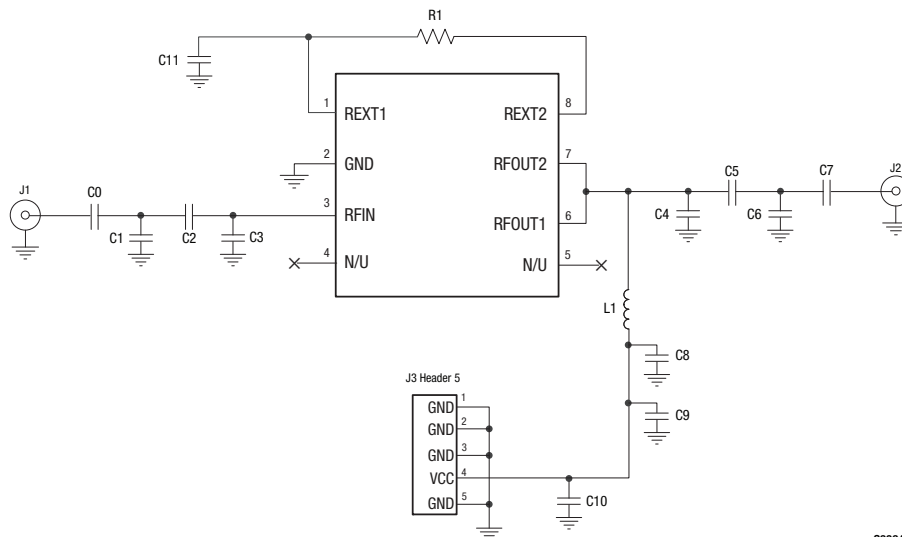 R1
C11
1 REXT1
REXT2 8
2 GND
RFOUT2 7
3 RFIN
RFOUT1 6
4 N/U
N/U 5
J1
C0
C1
C2
C3
C4
C5
C6
C7
J2
L1
C8
C9
C10
J3 Header 5
GND 1
GND 2
GND 3
VCC 4
GND 5